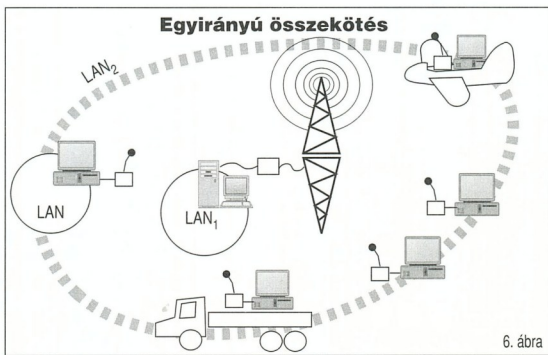 Egyirányú összekötés
LAN₂
LAN
LAN₁
6. ábra